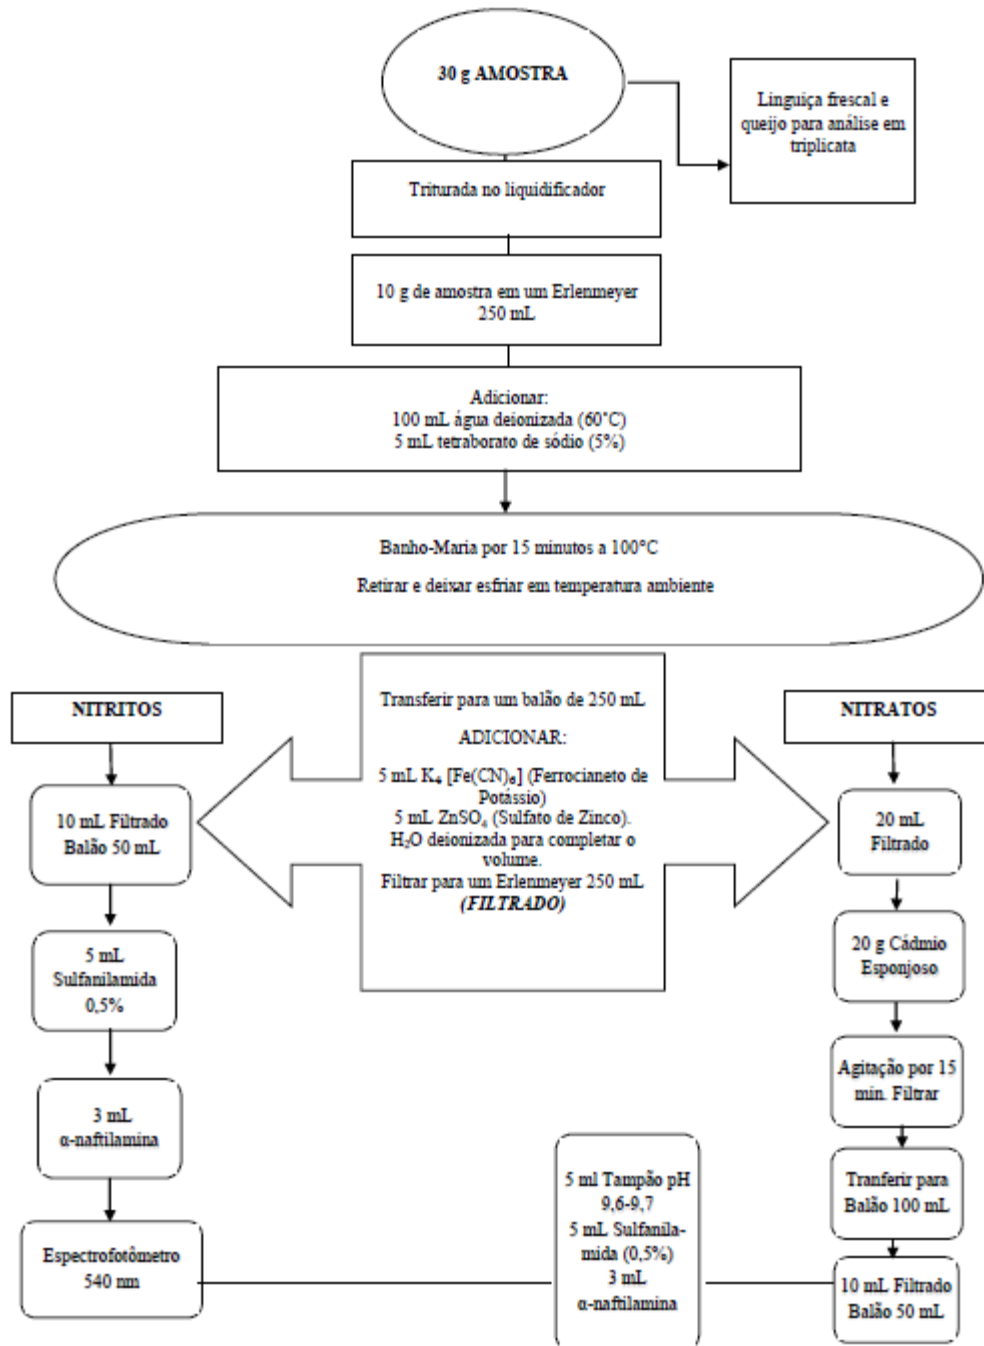 30 g AMOSTRA
Linguiça frescal e
queijo para análise em
triplicata
Triturada no liquidificador
10 g de amostra em um Erlenmeyer
250 mL
Adicionar:
100 mL água deionizada (60°C)
5 mL tetraborato de sódio (5%)
Banho-Maria por 15 minutos a 100°C
Retirar e deixar esfriar em temperatura ambiente
Transferir para um balão de 250 mL
ADICIONAR:
5 mL K₄ [Fe(CN)₆] (Ferrocianeto de
Potássio)
5 mL ZnSO₄ (Sulfato de Zinco).
H₂O deionizada para completar o
volume.
Filtrar para um Erlenmeyer 250 mL
(FILTRADO)
NITRITOS
10 mL Filtrado
Balão 50 mL
5 mL
Sulfanilamida
0,5%
3 mL
α-naftilamina
Espectrofotômetro
540 nm
NITRATOS
20 mL
Filtrado
20 g Cádmio
Esponjoso
Agitação por 15
min. Filtrar
Tranferir para
Balão 100 mL
10 mL Filtrado
Balão 50 mL
5 ml Tampão pH
9,6-9,7
5 mL Sulfanila-
mida (0,5%)
3 mL
α-naftilamina